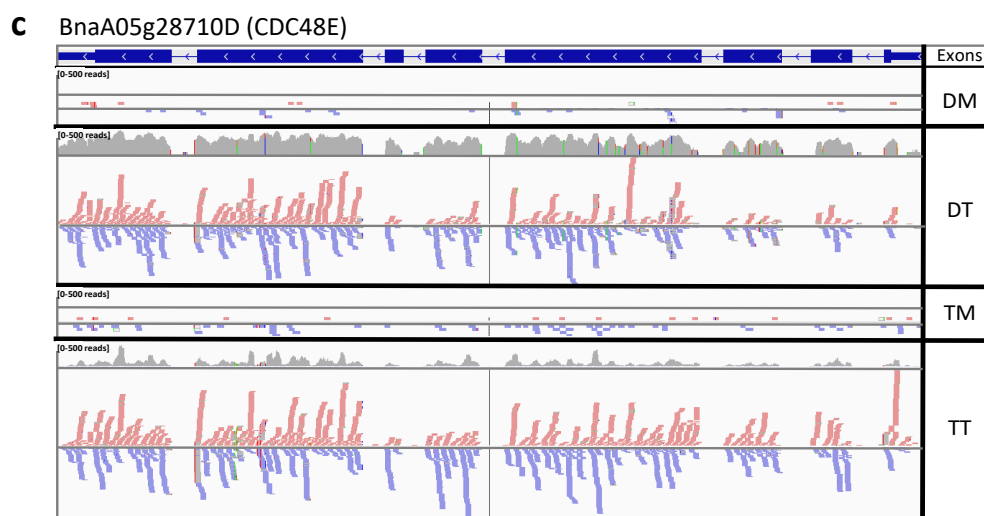 c BnaA05g28710D (CDC48E)
Exons
[0-500 reads]
DM
[0-500 reads]
DT
[0-500 reads]
TM
[0-500 reads]
TT